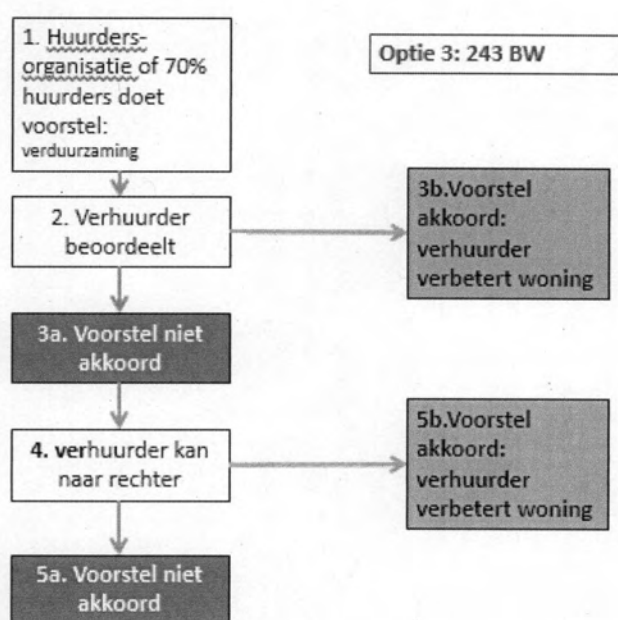 1. Huurders-
organisatie of 70%
huurders doet
voorstel:
verduurzaming
Optie 3: 243 BW
2. Verhuurder
beoordeelt
3b.Voorstel
akkoord:
verhuurder
verbetert woning
3a. Voorstel niet
akkoord
4. verhuurder kan
naar rechter
5b.Voorstel
akkoord:
verhuurder
verbetert woning
5a. Voorstel niet
akkoord